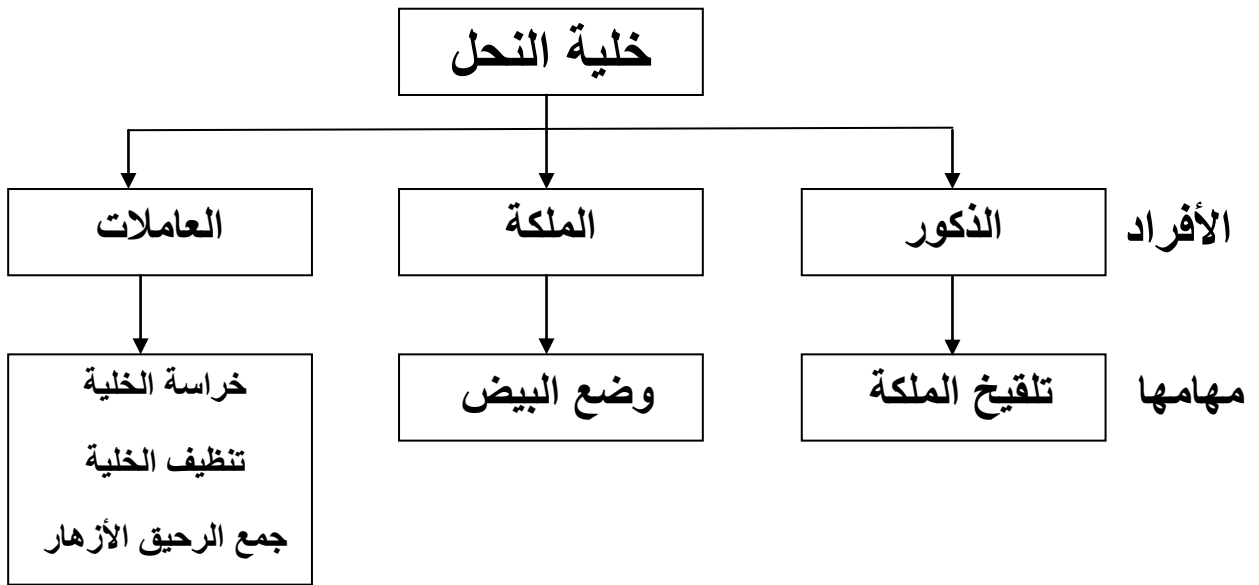 خلية النحل
الأفراد
الذكور
الملكة
العاملات
مهامها
تلقيخ الملكة
وضع البيض
خراسة الخلية
تنظيف الخلية
جمع الرحيق الأزهار